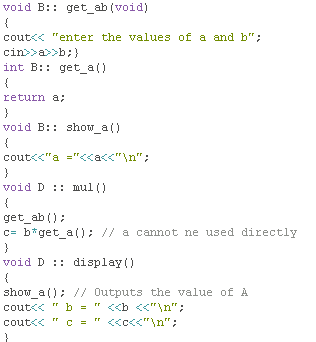 void B:: get_ab(void)
{
cout<< "enter the values of a and b";
cin>>a>>b;}
int B:: get_a()
{
return a;
}
void B:: show_a()
{
cout<<"a ="<<a<<"\n";
}
void D :: mul()
{
get_ab();
c= b*get_a(); // a cannot ne used directly
}
void D :: display()
{
show_a(); // Outputs the value of A
cout<< " b = " <<b <<"\n";
cout<< " c = " <<c<<"\n";
}